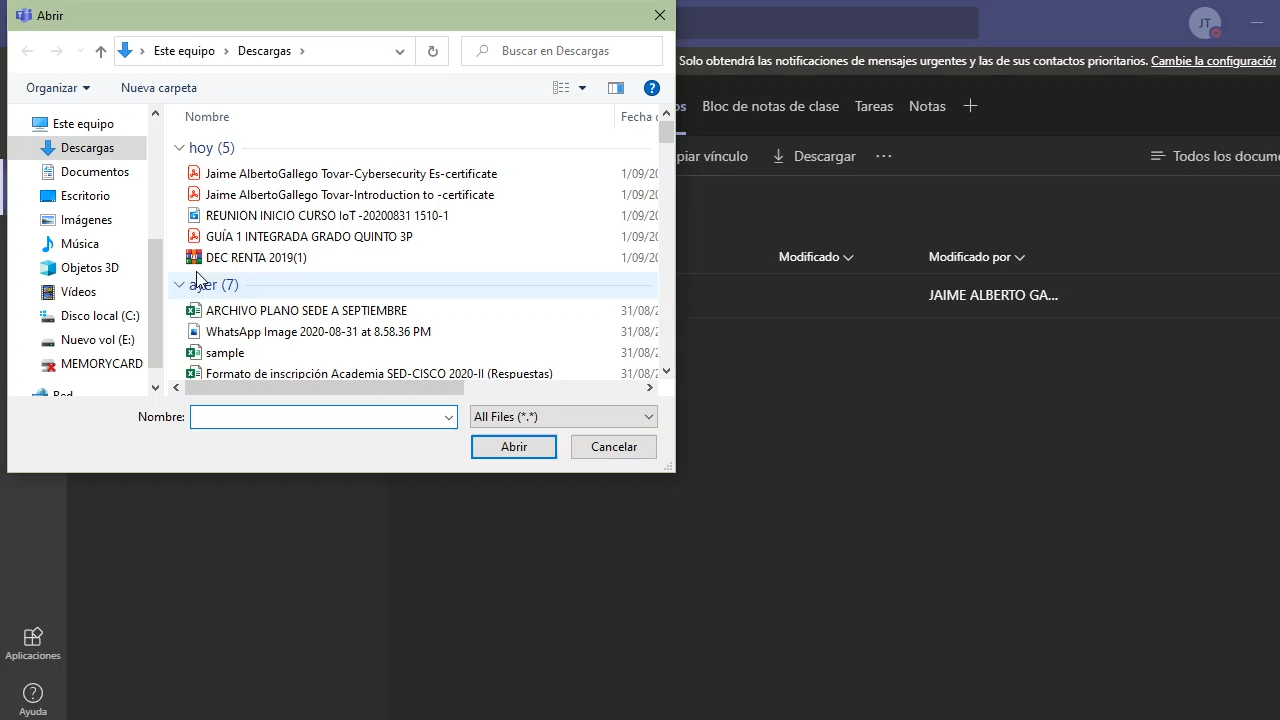 Abrir
JT
Este equipo > Descargas >
Buscar en Descargas
Solo obtendrá las notificaciones de mensajes urgentes y las de sus contactos prioritarios. Cambie la configuración
Organizar
Nueva carpeta
Bloc de notas de clase
Tareas
Notas
Nombre
Fecha
Este equipo
Descargas
Documentos
Escritorio
Imágenes
Música
Objetos 3D
Vídeos
Disco local (C:)
Nuevo vol (E:)
MEMORYCARD
Red
hoy (5)
Jaime AlbertoGallego Tovar-Cybersecurity Es-certificate 1/09/20
Jaime AlbertoGallego Tovar-Introduction to -certificate 1/09/20
REUNION INICIO CURSO IoT -20200831 1510-1 1/09/20
GUÍA 1 INTEGRADA GRADO QUINTO 3P 1/09/20
DEC RENTA 2019(1) 1/09/20
ayer (7)
ARCHIVO PLANO SEDE A SEPTIEMBRE 31/08/2
WhatsApp Image 2020-08-31 at 8.58.36 PM 31/08/2
sample 31/08/2
Formato de inscripción Academia SED-CISCO 2020-II (Respuestas) 31/08/2
piar vínculo
Descargar
Todos los docume
Modificado
Modificado por
JAIME ALBERTO GA...
Nombre:
All Files (*.*)
Abrir
Cancelar
Aplicaciones
Ayuda